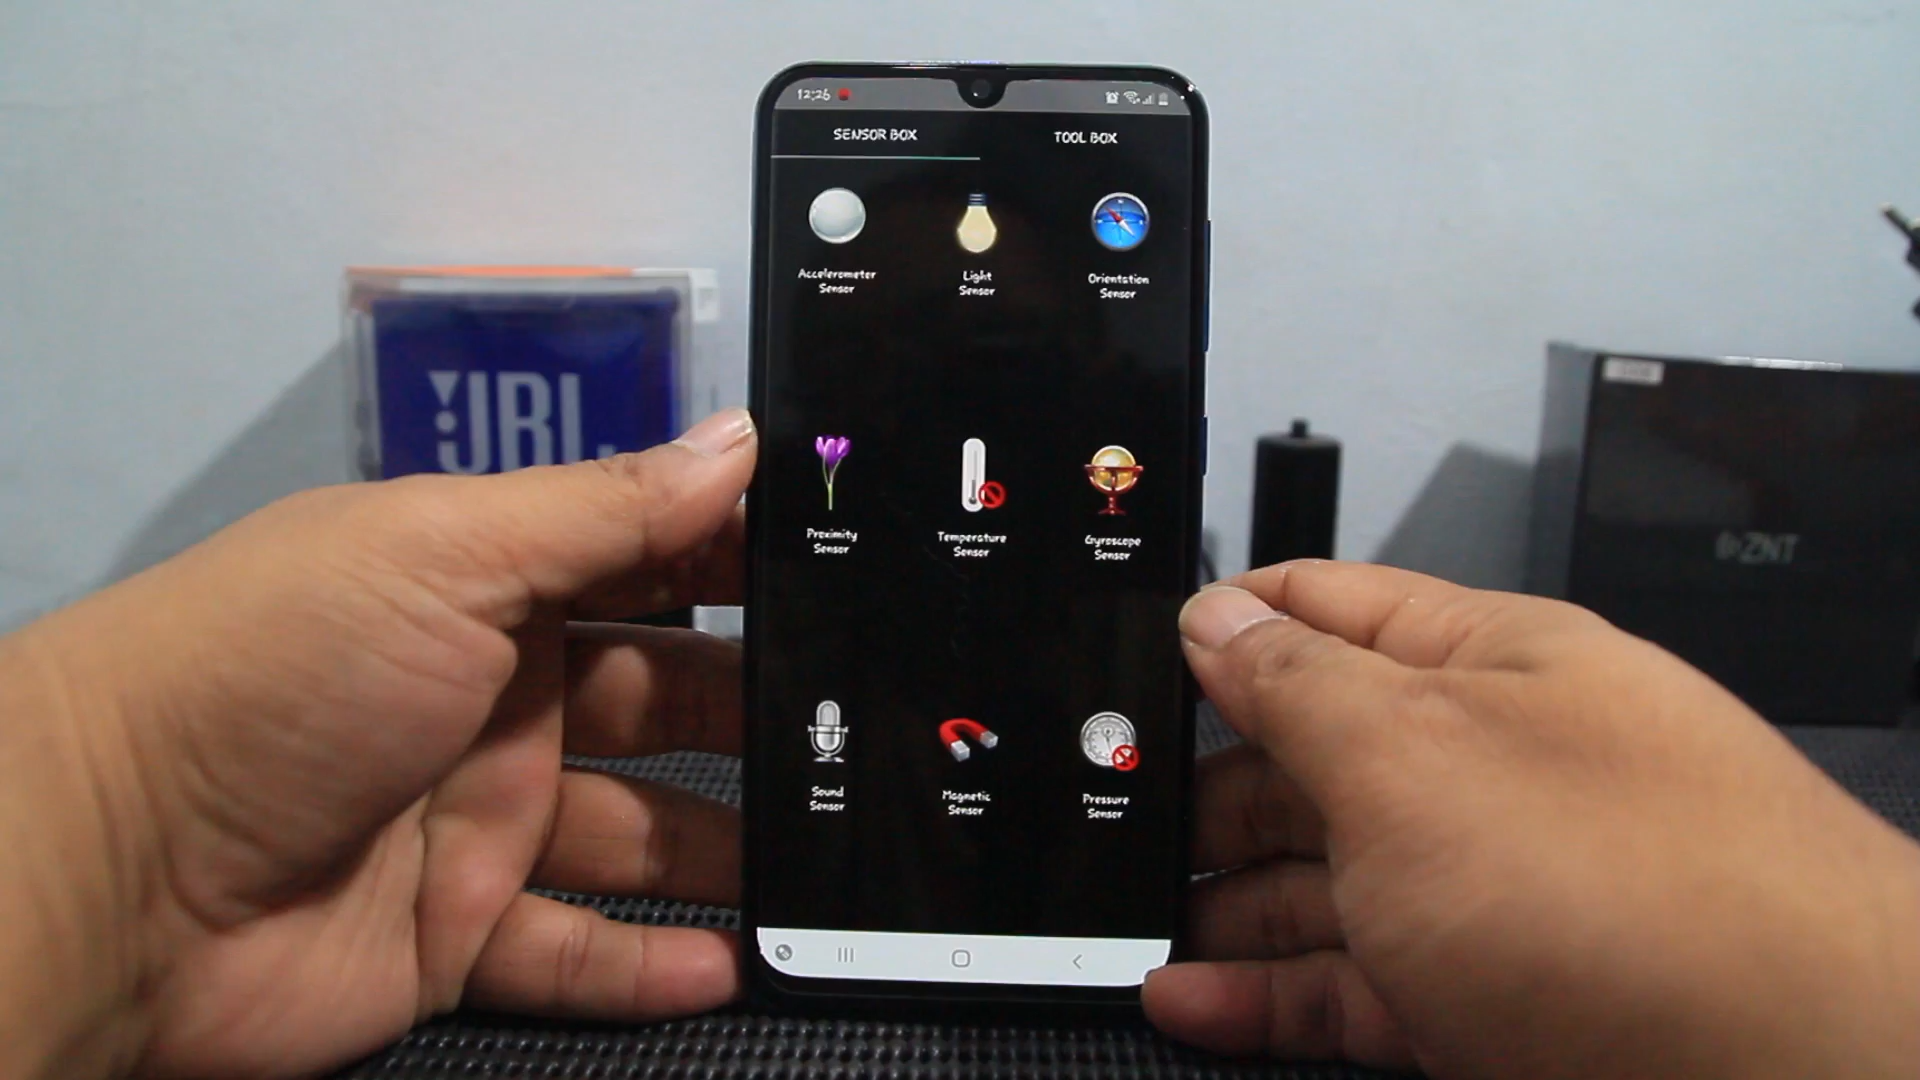 12:26
SENSOR BOX
TOOL BOX
Accelerometer
Sensor
Light
Sensor
Orientation
Sensor
Proximity
Sensor
Temperature
Sensor
Gyroscope
Sensor
Sound
Sensor
Magnetic
Sensor
Pressure
Sensor
JBL
ZNT